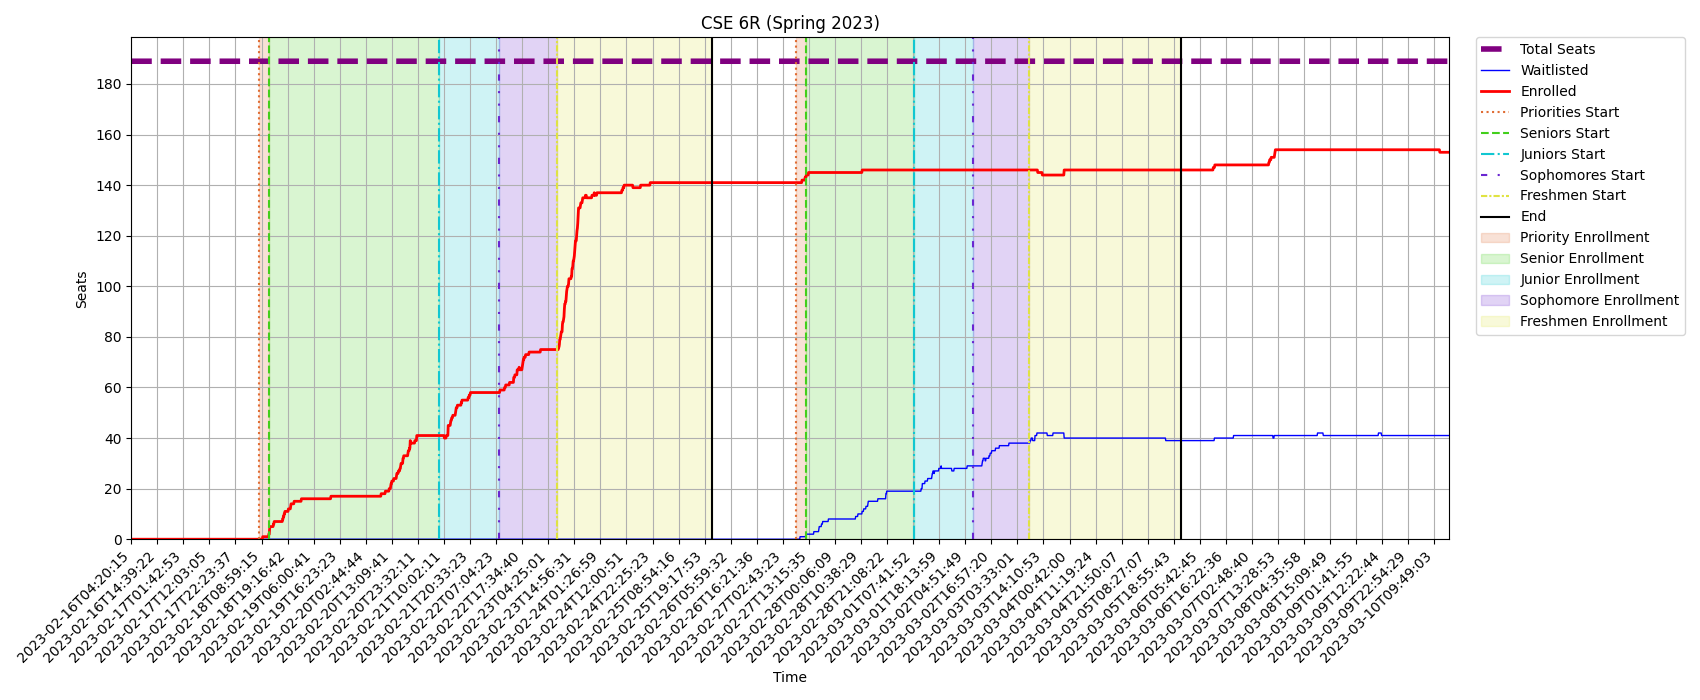 CSE 6R (Spring 2023)
Seats
180
160
140
120
100
80
60
40
20
0
2023-02-16T04:20:15
2023-02-16T14:39:22
2023-02-17T01:42:53
2023-02-17T12:03:05
2023-02-17T22:23:37
2023-02-18T08:59:15
2023-02-18T19:16:42
2023-02-19T06:00:41
2023-02-19T16:23:23
2023-02-20T02:44:44
2023-02-20T13:09:41
2023-02-20T23:32:11
2023-02-21T10:02:11
2023-02-21T20:33:23
2023-02-22T07:04:23
2023-02-22T17:34:40
2023-02-23T04:25:01
2023-02-23T14:56:31
2023-02-24T01:26:59
2023-02-24T12:00:51
2023-02-24T22:25:23
2023-02-25T08:54:16
2023-02-25T19:17:53
2023-02-26T05:59:32
2023-02-26T16:21:36
2023-02-27T02:43:23
2023-02-27T13:15:35
2023-02-28T00:06:09
2023-02-28T10:38:29
2023-02-28T21:08:22
2023-03-01T07:41:52
2023-03-01T18:13:59
2023-03-02T04:51:49
2023-03-02T16:57:20
2023-03-03T03:33:01
2023-03-03T14:10:53
2023-03-04T00:42:00
2023-03-04T11:19:24
2023-03-04T21:50:07
2023-03-05T08:27:07
2023-03-05T18:55:43
2023-03-06T05:42:45
2023-03-06T16:22:36
2023-03-07T02:48:40
2023-03-07T13:28:53
2023-03-08T04:35:58
2023-03-08T15:09:49
2023-03-09T01:41:55
2023-03-09T12:22:44
2023-03-09T22:54:29
2023-03-10T09:49:03
Time
Total Seats
Waitlisted
Enrolled
Priorities Start
Seniors Start
Juniors Start
Sophomores Start
Freshmen Start
End
Priority Enrollment
Senior Enrollment
Junior Enrollment
Sophomore Enrollment
Freshmen Enrollment